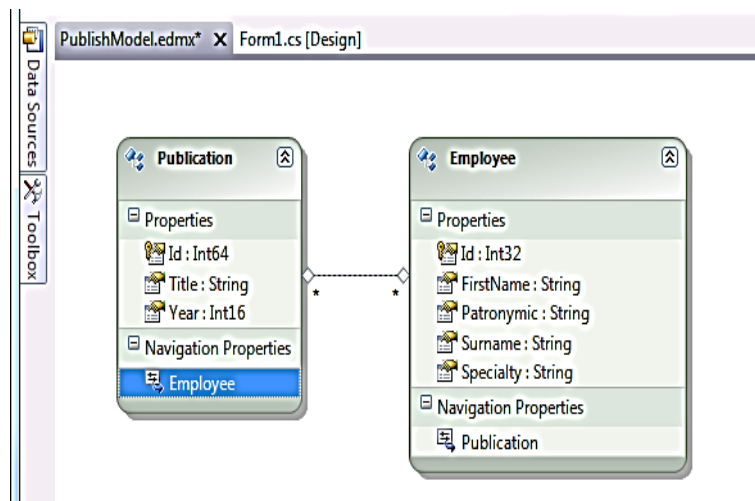 PublishModel.edmx* X Form1.cs [Design]
Data Sources
Toolbox
Publication
Properties
Id : Int64
Title : String
Year : Int16
Navigation Properties
Employee
* *
Employee
Properties
Id : Int32
FirstName : String
Patronymic : String
Surname : String
Specialty : String
Navigation Properties
Publication